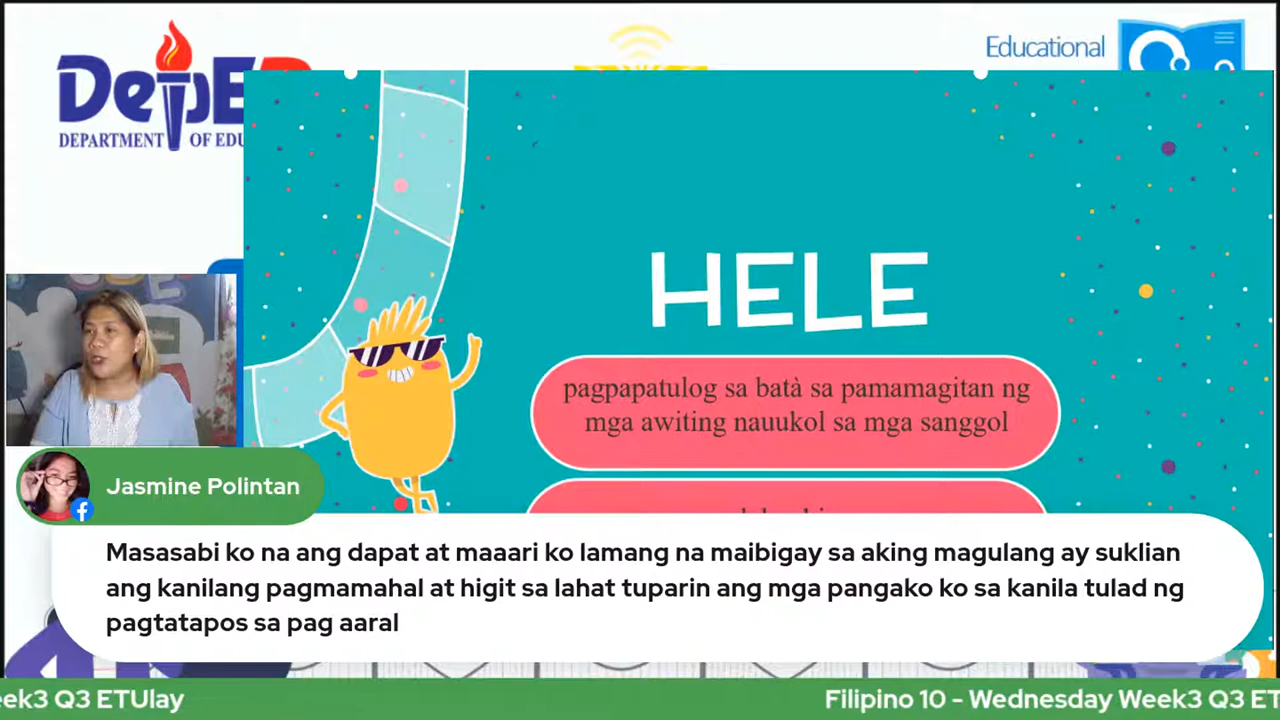 DepE
DEPARTMENT OF EDU
Educational
HELE
pagpapatulog sa batà sa pamamagitan ng
mga awiting nauukol sa mga sanggol
Jasmine Polintan
Masasabi ko na ang dapat at maaari ko lamang na maibigay sa aking magulang ay suklian
ang kanilang pagmamahal at higit sa lahat tuparin ang mga pangako ko sa kanila tulad ng
pagtatapos sa pag aaral
eek3 Q3 ETUlay
Filipino 10 - Wednesday Week3 Q3 ET